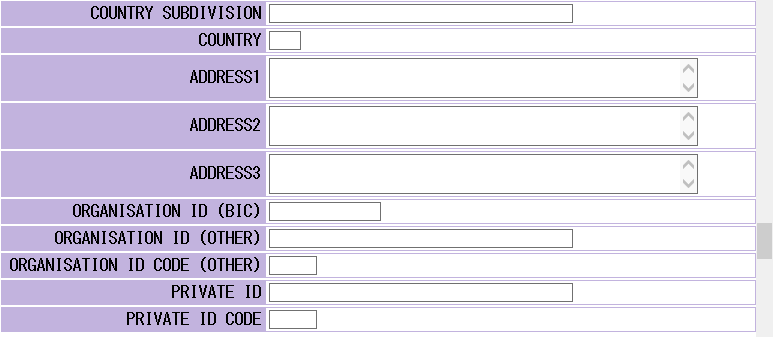 COUNTRY SUBDIVISION
COUNTRY
ADDRESS1
ADDRESS2
ADDRESS3
ORGANISATION ID (BIC)
ORGANISATION ID (OTHER)
ORGANISATION ID CODE (OTHER)
PRIVATE ID
PRIVATE ID CODE